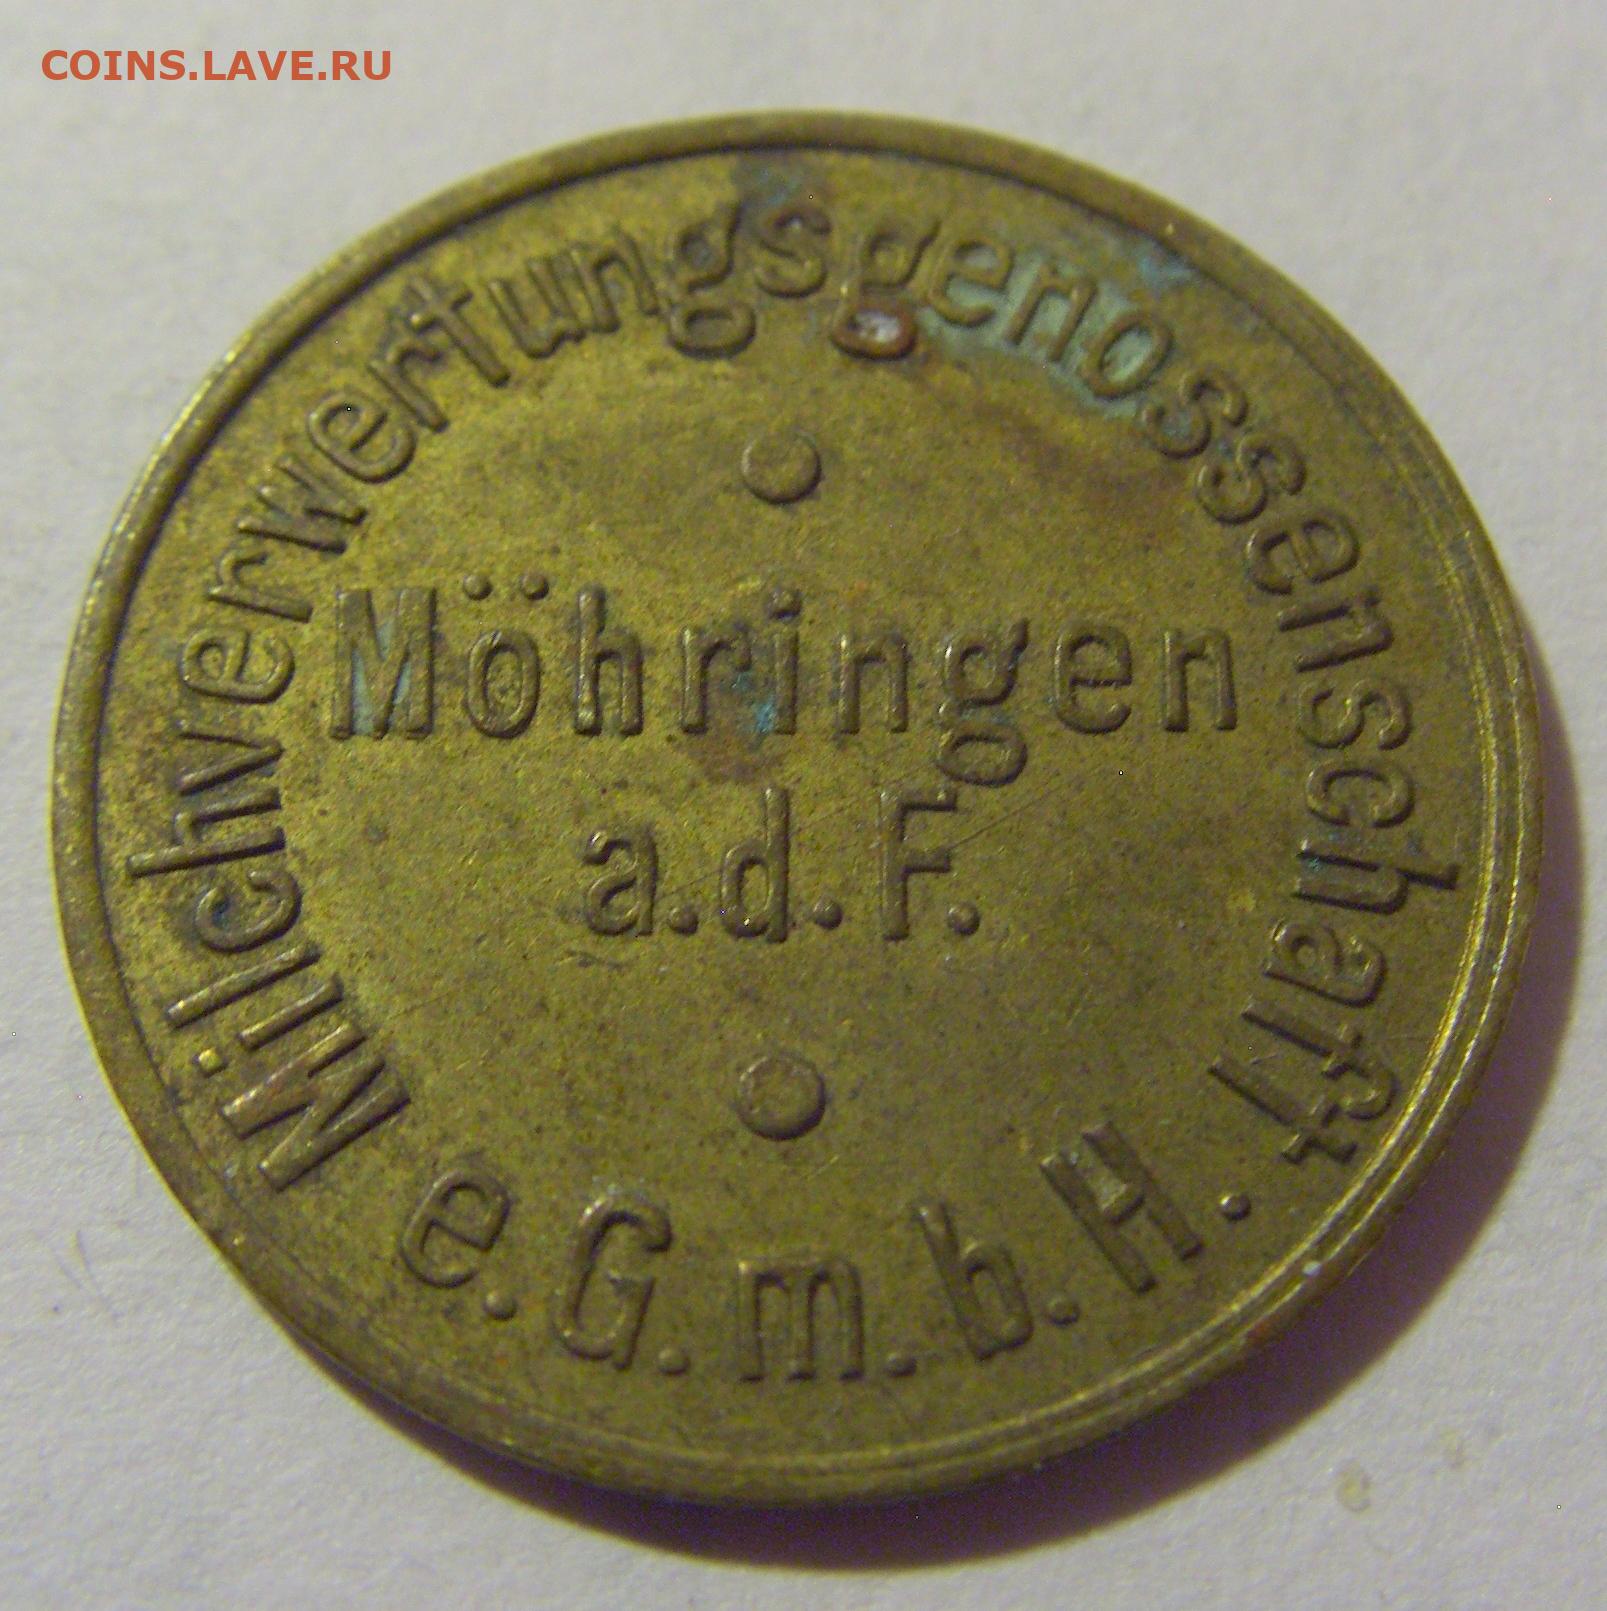 COINS.LAVE.RU
Milchverwertungsgenossenschaft
Möhringen
a.d.F.
e.G.m.b.H.